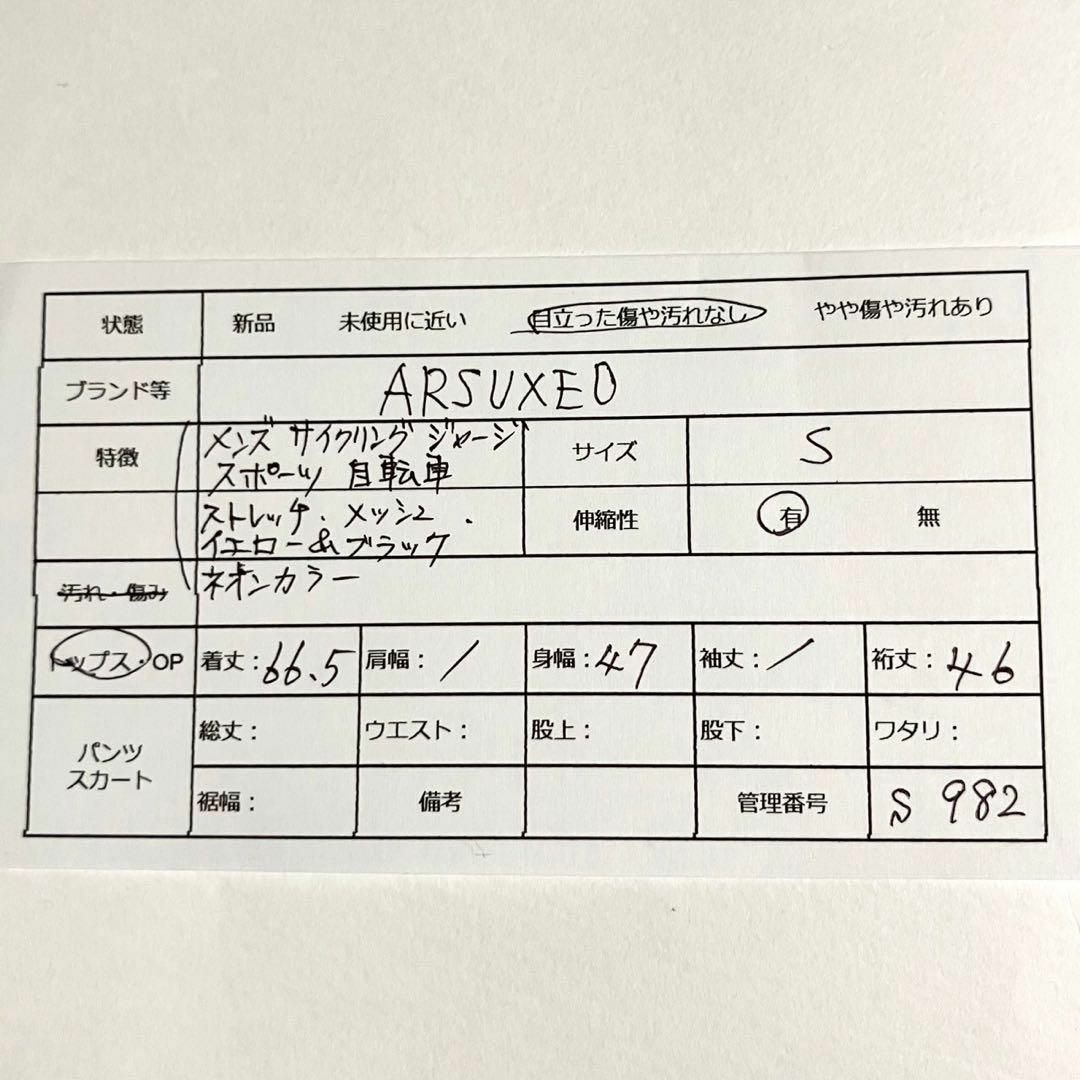 状態 新品 未使用に近い 目立った傷や汚れなし やや傷や汚れあり
ブランド等 ARSUXEO
特徴 メンズ サイクリング ジャージ サイズ S
スポーツ 自転車
ストレッチ・メッシュ・ 伸縮性 有 無
イエロー&ブラック
汚れ・傷み ネオンカラー
トップス・OP 着丈:66.5 肩幅:/ 身幅:47 袖丈:/ 裄丈:46
パンツ スカート 総丈: ウエスト: 股上: 股下: ワタリ:
裾幅: 備考 管理番号 S 982